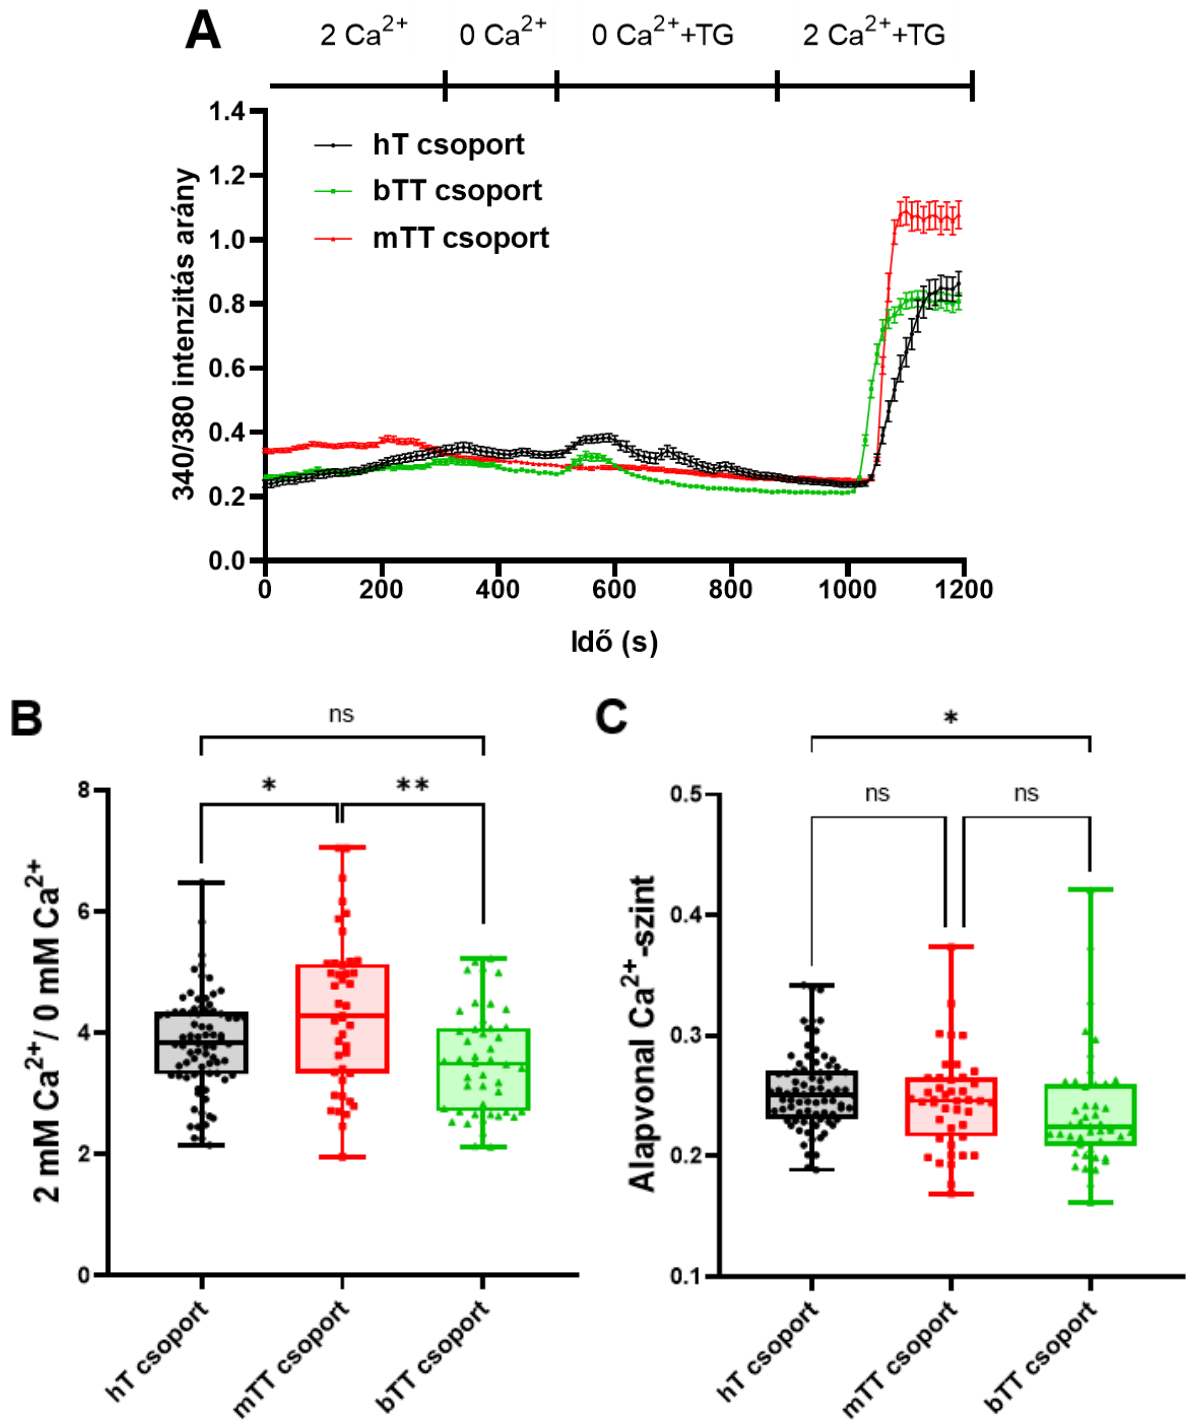 A
2 Ca²⁺ 0 Ca²⁺ 0 Ca²⁺+TG 2 Ca²⁺+TG
1.4
1.2
1.0
0.8
0.6
0.4
0.2
0.0
340/380 intenzitás arány
hT csoport
bTT csoport
mTT csoport
0 200 400 600 800 1000 1200
Idő (s)
B
ns
* **
8
6
4
2
0
2 mM Ca²⁺/ 0 mM Ca²⁺
hT csoport
mTT csoport
bTT csoport
C
*
ns ns
0.5
0.4
0.3
0.2
0.1
Alapvonal Ca²⁺-szint
hT csoport
mTT csoport
bTT csoport